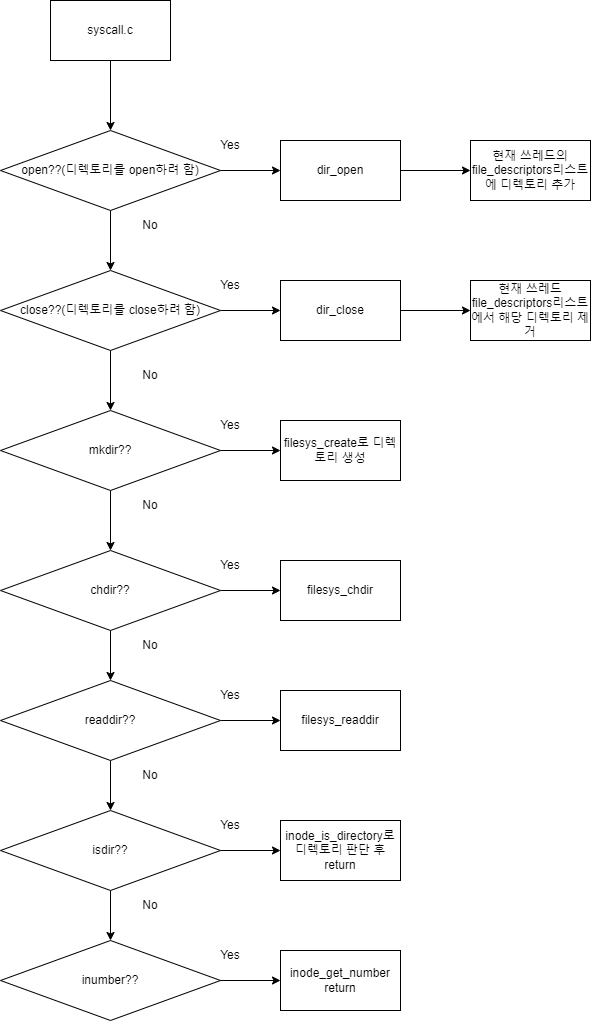 syscall.c
Yes
open??(디렉토리를 open하려 함)
dir_open
현재 쓰레드의
file_descriptors리스트
에 디렉토리 추가
No
Yes
close??(디렉토리를 close하려 함)
dir_close
현재 쓰레드
file_descriptors리스트
에서 해당 디렉토리 제
거
No
Yes
mkdir??
filesys_create로 디렉
토리 생성
No
Yes
chdir??
filesys_chdir
No
Yes
readdir??
filesys_readdir
No
Yes
isdir??
inode_is_directory로
디렉토리 판단 후
return
No
Yes
inumber??
inode_get_number
return